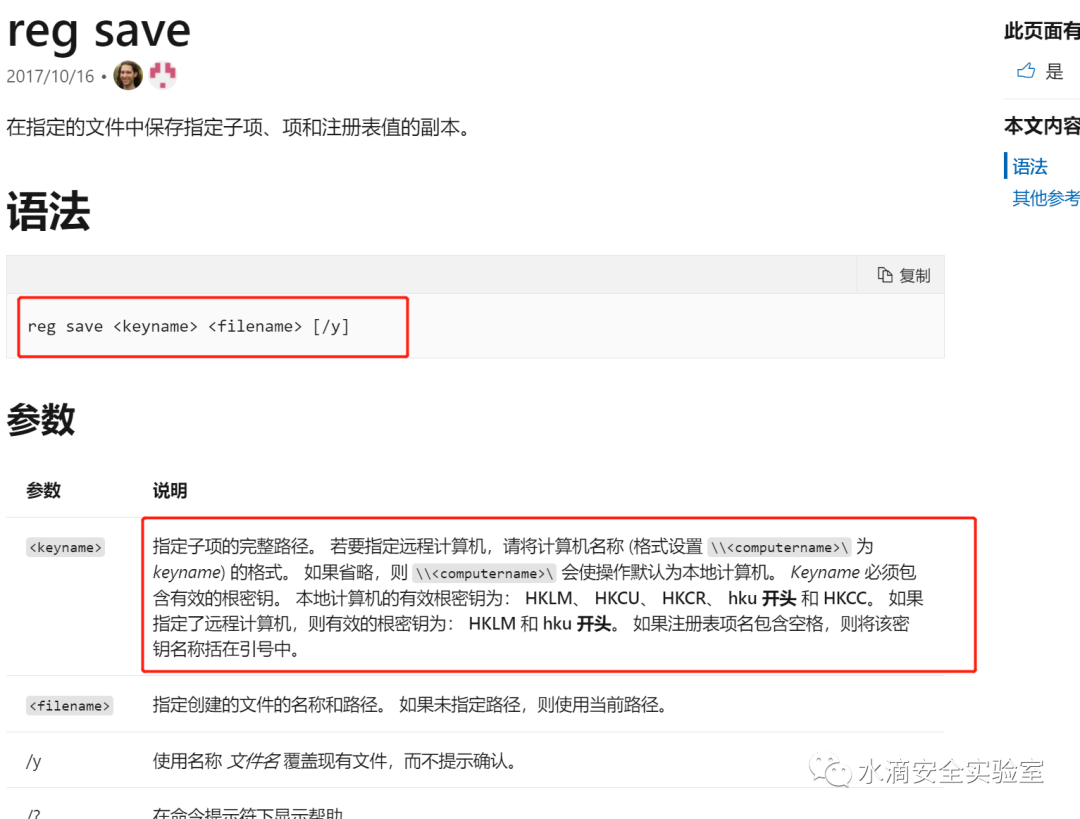 reg save
此页面有
2017/10/16 •
是
在指定的文件中保存指定子项、项和注册表值的副本。
本文内容
语法
其他参考
语法
复制
reg save <keyname> <filename> [/y]
参数
参数 说明
<keyname> 指定子项的完整路径。 若要指定远程计算机，请将计算机名称 (格式设置 \\<computername>\ 为
keyname) 的格式。 如果省略，则 \\<computername>\ 会使操作默认为本地计算机。 Keyname 必须包
含有效的根密钥。 本地计算机的有效根密钥为： HKLM、 HKCU、 HKCR、 hku 开头 和 HKCC。 如果
指定了远程计算机，则有效的根密钥为： HKLM 和 hku 开头。 如果注册表项名包含空格，则将该密
钥名称括在引号中。
<filename> 指定创建的文件的名称和路径。 如果未指定路径，则使用当前路径。
/y 使用名称 文件名 覆盖现有文件，而不提示确认。
水滴安全实验室
/? 在命令提示符下显示帮助